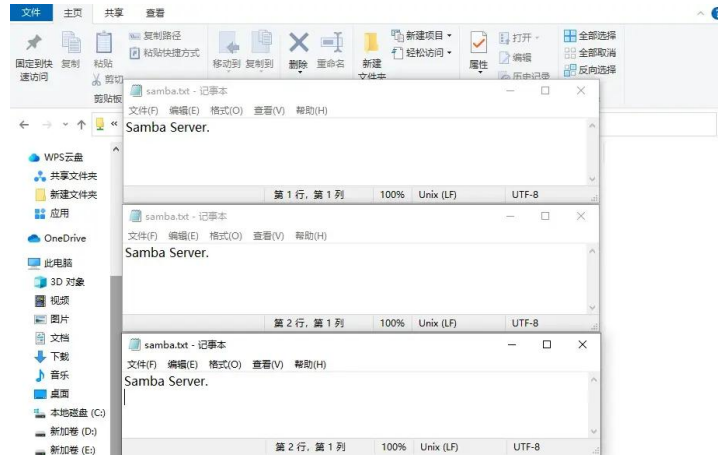 文件 主页 共享 查看
复制路径 新建项目 打开 全部选择
粘贴快捷方式 轻松访问 编辑 全部取消
固定到快速访问 复制 粘贴 剪切 移动到 复制到 删除 重命名 新建文件夹 属性 历史记录 反向选择
剪贴板
samba.txt - 记事本
文件(F) 编辑(E) 格式(O) 查看(V) 帮助(H)
Samba Server.
第 1 行，第 1 列 100% Unix (LF) UTF-8
samba.txt - 记事本
文件(F) 编辑(E) 格式(O) 查看(V) 帮助(H)
Samba Server.
第 2 行，第 1 列 100% Unix (LF) UTF-8
samba.txt - 记事本
文件(F) 编辑(E) 格式(O) 查看(V) 帮助(H)
Samba Server.
第 2 行，第 1 列 100% Unix (LF) UTF-8
WPS云盘
共享文件夹
新建文件夹
应用
OneDrive
此电脑
3D 对象
视频
图片
文档
下载
音乐
桌面
本地磁盘 (C:)
新加卷 (D:)
新加卷 (E:)